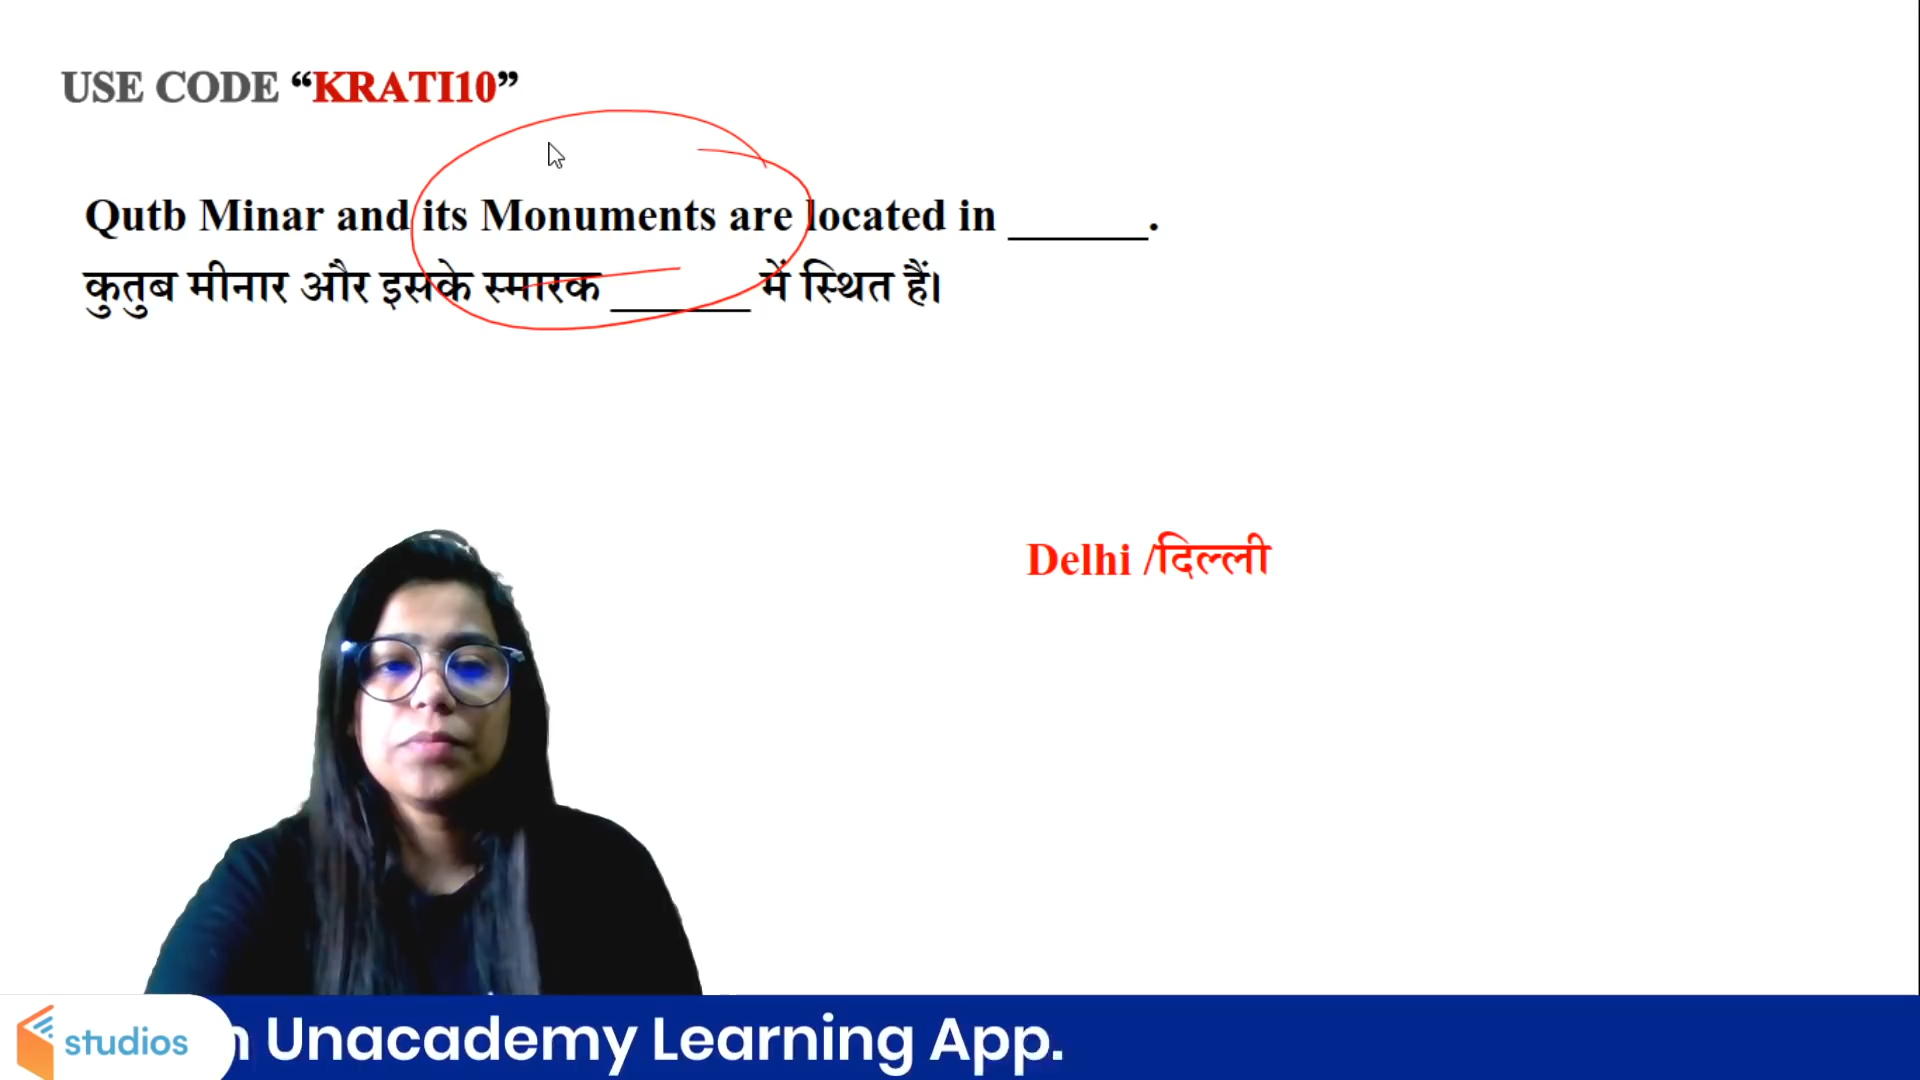 USE CODE “KRATI10”
Qutb Minar and its Monuments are located in ______.
कुतुब मीनार और इसके स्मारक ______ में स्थित हैं।
Delhi /दिल्ली
studios
n Unacademy Learning App.